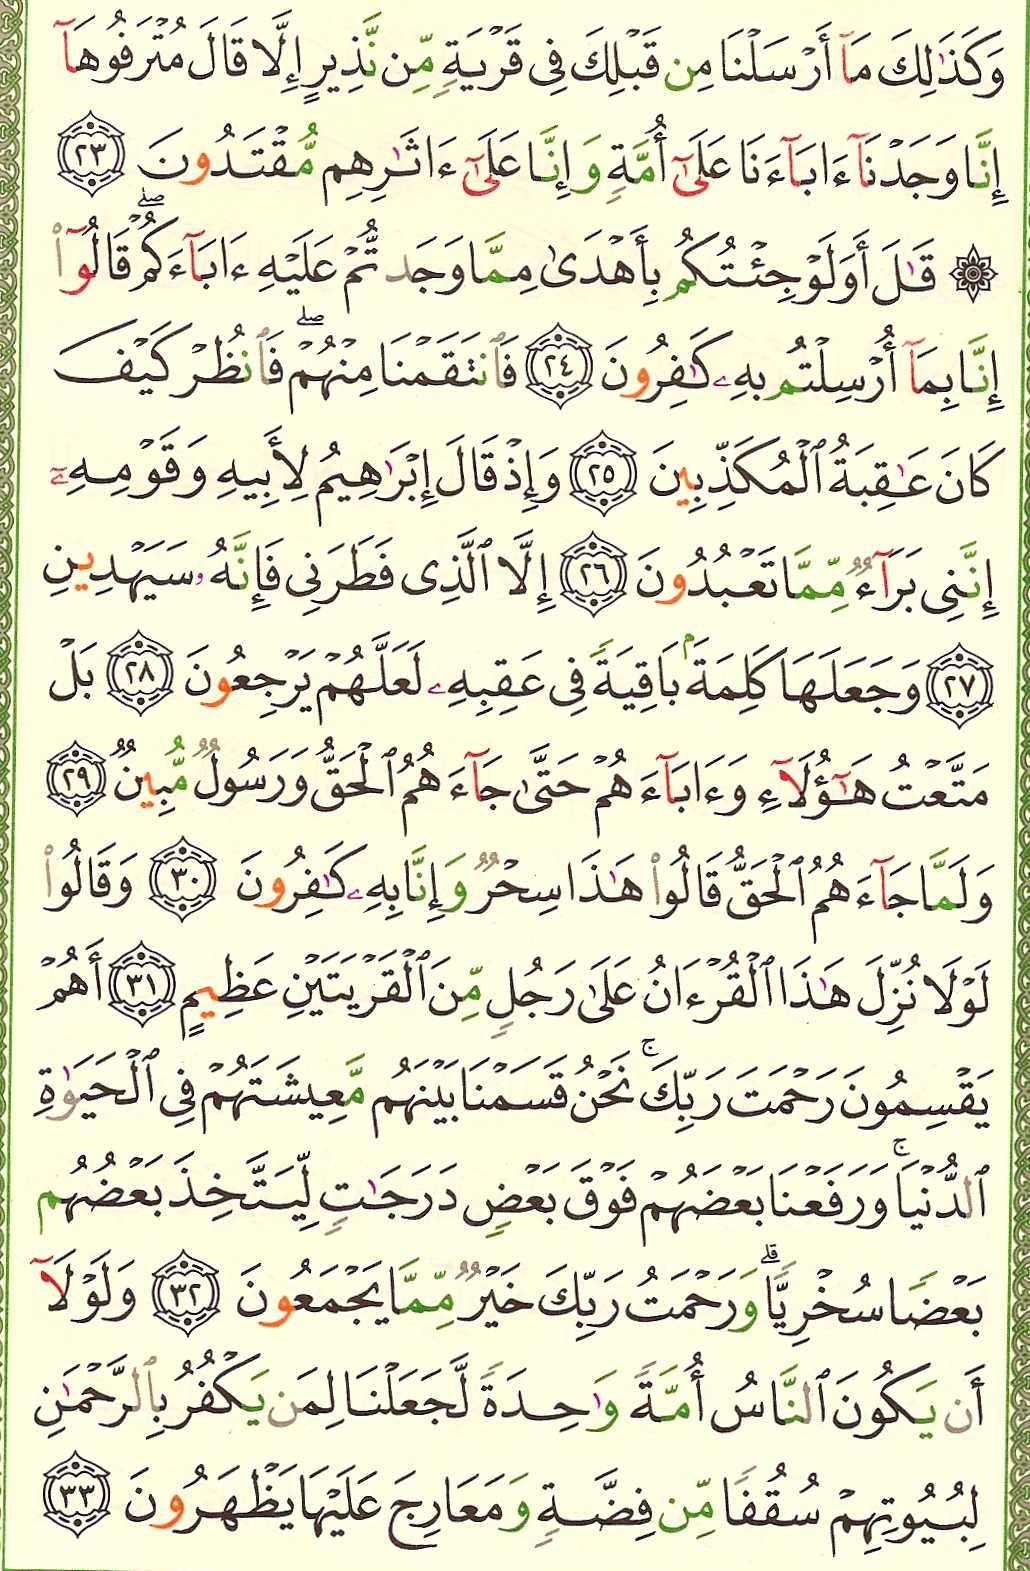 وَكَذَٰلِكَ مَآ أَرْسَلْنَا مِن قَبْلِكَ فِى قَرْيَةٍ مِّن نَّذِيرٍ إِلَّا قَالَ مُتْرَفُوهَآ
إِنَّا وَجَدْنَآ ءَابَآءَنَا عَلَىٰٓ أُمَّةٍ وَإِنَّا عَلَىٰٓ ءَاثَـٰرِهِم مُّقْتَدُونَ ٢٣
۞ قَـٰلَ أَوَلَوْ جِئْتُكُم بِأَهْدَىٰ مِمَّا وَجَدتُّمْ عَلَيْهِ ءَابَآءَكُمْ ۖ قَالُوٓا۟
إِنَّا بِمَآ أُرْسِلْتُم بِهِۦ كَـٰفِرُونَ ٢٤ فَٱنتَقَمْنَا مِنْهُمْ ۖ فَٱنظُرْ كَيْفَ
كَانَ عَـٰقِبَةُ ٱلْمُكَذِّبِينَ ٢٥ وَإِذْ قَالَ إِبْرَٰهِيمُ لِأَبِيهِ وَقَوْمِهِۦٓ
إِنَّنِى بَرَآءٌ مِّمَّا تَعْبُدُونَ ٢٦ إِلَّا ٱلَّذِى فَطَرَنِى فَإِنَّهُۥ سَيَهْدِينِ
٢٧ وَجَعَلَهَا كَلِمَةًۢ بَاقِيَةً فِى عَقِبِهِۦ لَعَلَّهُمْ يَرْجِعُونَ ٢٨ بَلْ
مَتَّعْتُ هَـٰٓؤُلَآءِ وَءَابَآءَهُمْ حَتَّىٰ جَآءَهُمُ ٱلْحَقُّ وَرَسُولٌ مُّبِينٌ ٢٩
وَلَمَّا جَآءَهُمُ ٱلْحَقُّ قَالُوا۟ هَـٰذَا سِحْرٌ وَإِنَّا بِهِۦ كَـٰفِرُونَ ٣٠ وَقَالُوا۟
لَوْلَا نُزِّلَ هَـٰذَا ٱلْقُرْءَانُ عَلَىٰ رَجُلٍ مِّنَ ٱلْقَرْيَتَيْنِ عَظِيمٍ ٣١ أَهُمْ
يَقْسِمُونَ رَحْمَتَ رَبِّكَ ۚ نَحْنُ قَسَمْنَا بَيْنَهُم مَّعِيشَتَهُمْ فِى ٱلْحَيَوٰةِ
ٱلدُّنْيَا ۚ وَرَفَعْنَا بَعْضَهُمْ فَوْقَ بَعْضٍ دَرَجَـٰتٍ لِّيَتَّخِذَ بَعْضُهُم
بَعْضًا سُخْرِيًّا ۗ وَرَحْمَتُ رَبِّكَ خَيْرٌ مِّمَّا يَجْمَعُونَ ٣٢ وَلَوْلَآ
أَن يَكُونَ ٱلنَّاسُ أُمَّةً وَٰحِدَةً لَّجَعَلْنَا لِمَن يَكْفُرُ بِٱلرَّحْمَـٰنِ
لِبُيُوتِهِمْ سُقُفًا مِّن فِضَّةٍ وَمَعَارِجَ عَلَيْهَا يَظْهَرُونَ ٣٣